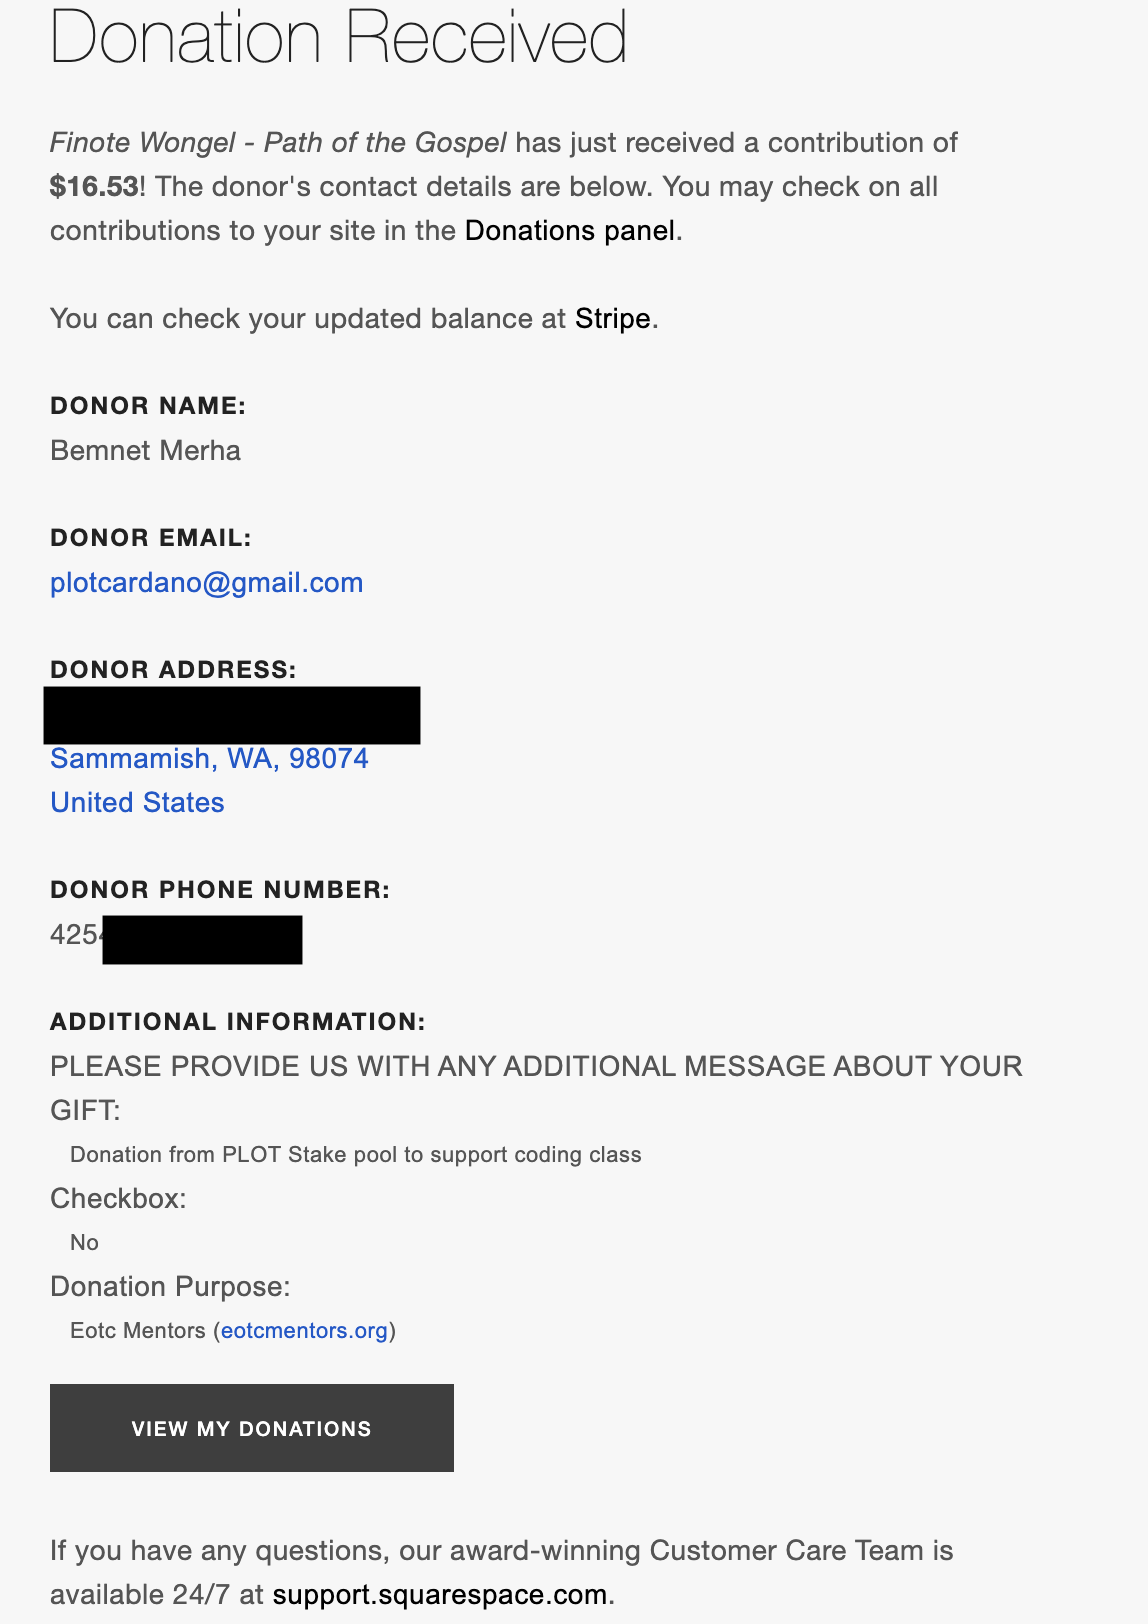 Donation Received
Finote Wongel - Path of the Gospel has just received a contribution of
$16.53! The donor's contact details are below. You may check on all
contributions to your site in the Donations panel.
You can check your updated balance at Stripe.
DONOR NAME:
Bemnet Merha
DONOR EMAIL:
plotcardano@gmail.com
DONOR ADDRESS:
Sammamish, WA, 98074
United States
DONOR PHONE NUMBER:
425
ADDITIONAL INFORMATION:
PLEASE PROVIDE US WITH ANY ADDITIONAL MESSAGE ABOUT YOUR
GIFT:
Donation from PLOT Stake pool to support coding class
Checkbox:
No
Donation Purpose:
Eotc Mentors (eotcmentors.org)
VIEW MY DONATIONS
If you have any questions, our award-winning Customer Care Team is
available 24/7 at support.squarespace.com.